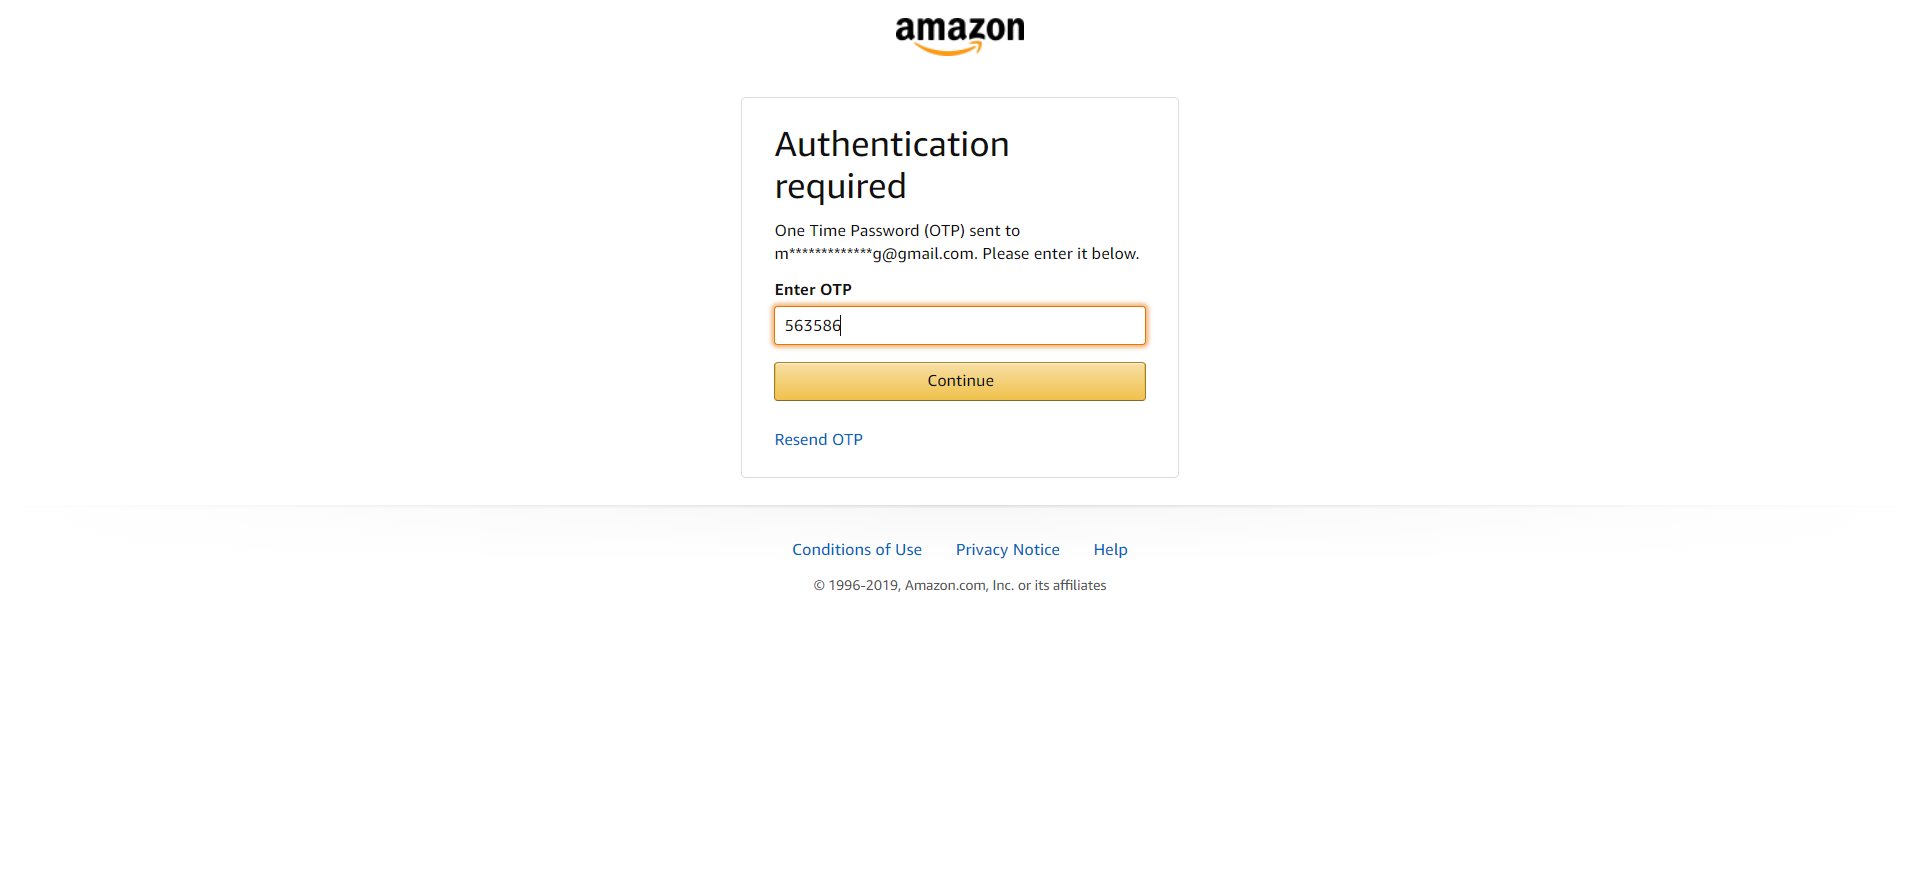 amazon
Authentication
required
One Time Password (OTP) sent to
m*************g@gmail.com. Please enter it below.
Enter OTP
563586
Continue
Resend OTP
Conditions of Use Privacy Notice Help
© 1996-2019, Amazon.com, Inc. or its affiliates